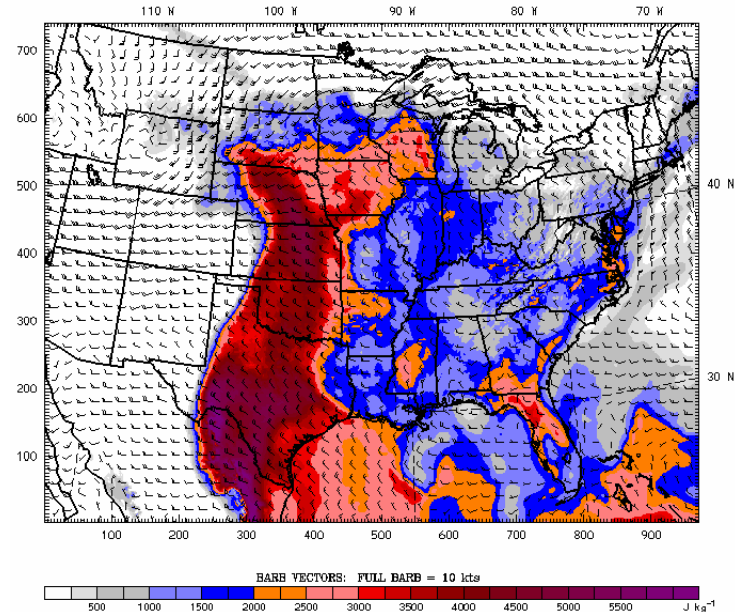 110 W 100 W 90 W 80 W 70 W
700
600
500
400
300
200
100
40 N
30 N
100 200 300 400 500 600 700 800 900
BARB VECTORS: FULL BARB = 10 kts
500 1000 1500 2000 2500 3000 3500 4000 4500 5000 5500 J kg-1